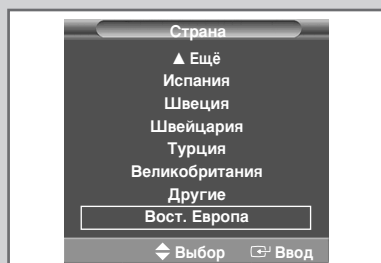 Страна
▲ Ещё
Испания
Швеция
Швейцария
Турция
Великобритания
Другие
Вост. Европа
Выбор Ввод